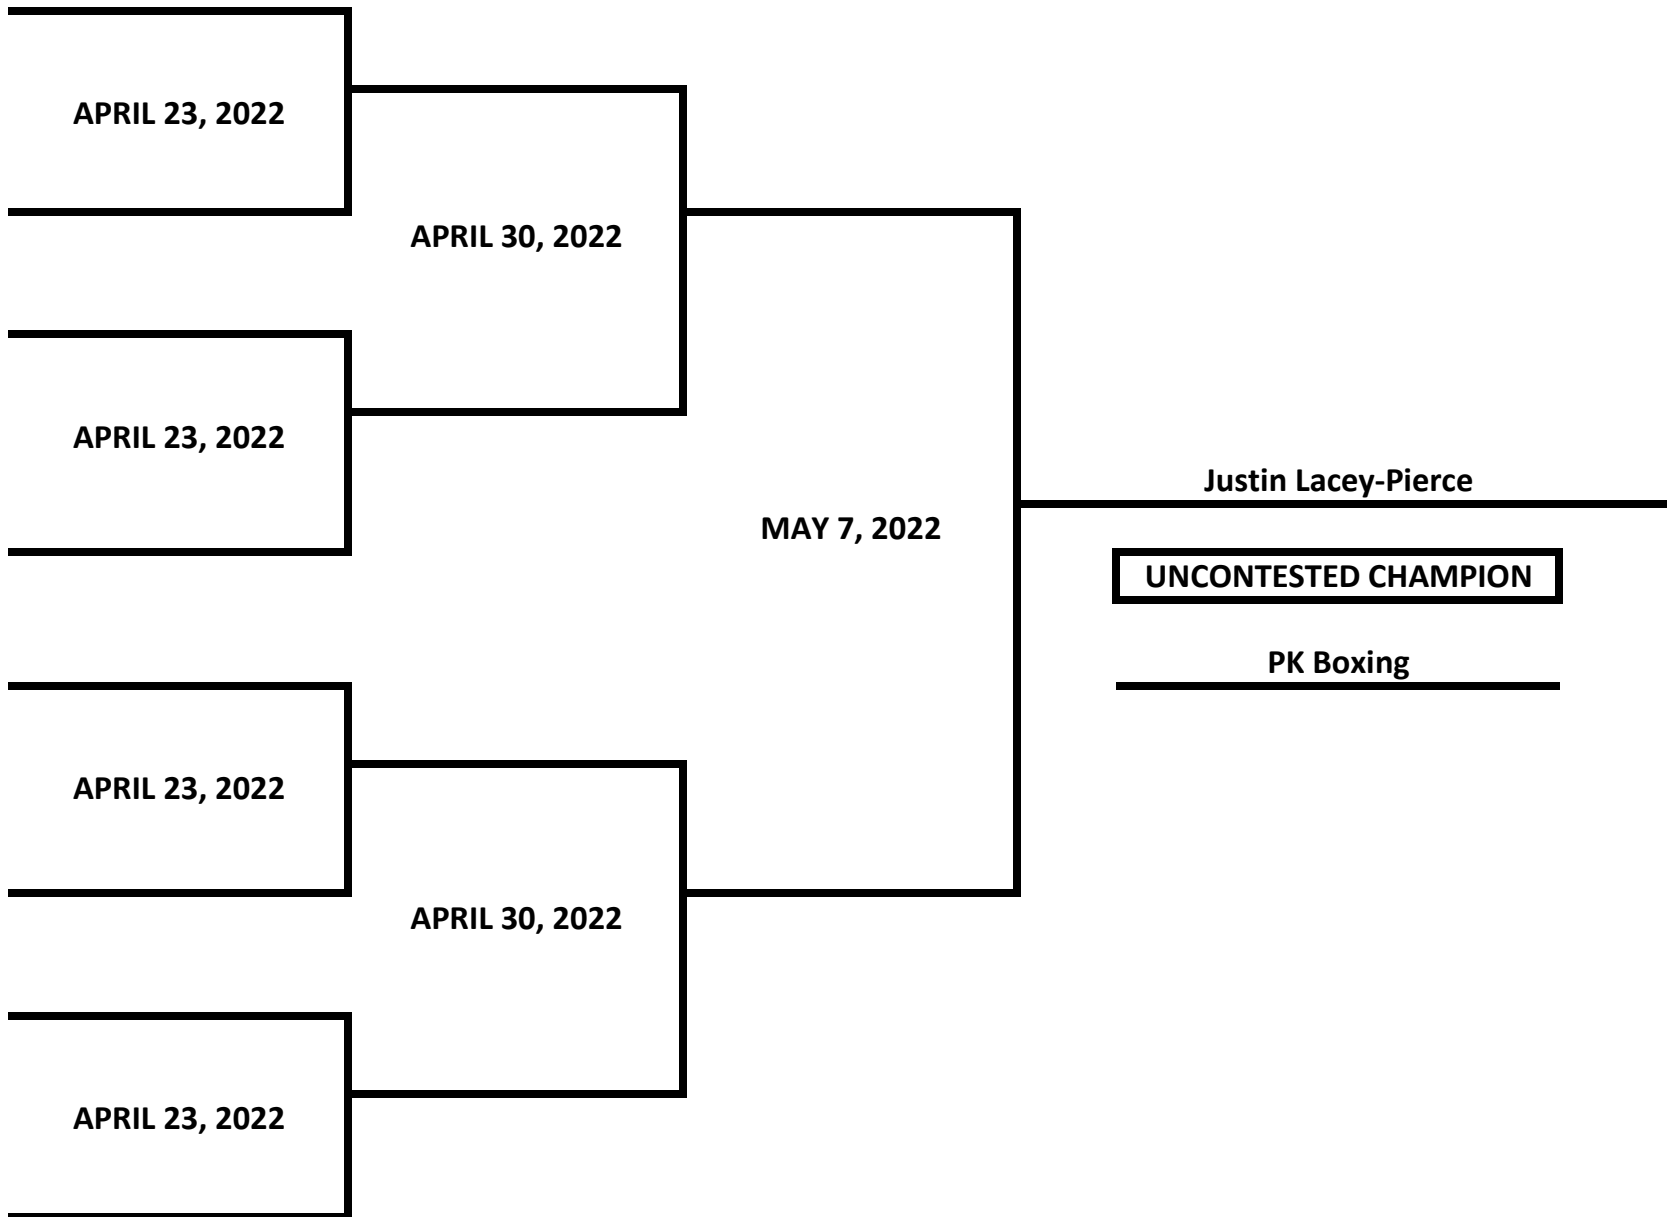 APRIL 23, 2022
APRIL 30, 2022
APRIL 23, 2022
Justin Lacey-Pierce
MAY 7, 2022
UNCONTESTED CHAMPION
PK Boxing
APRIL 23, 2022
APRIL 30, 2022
APRIL 23, 2022